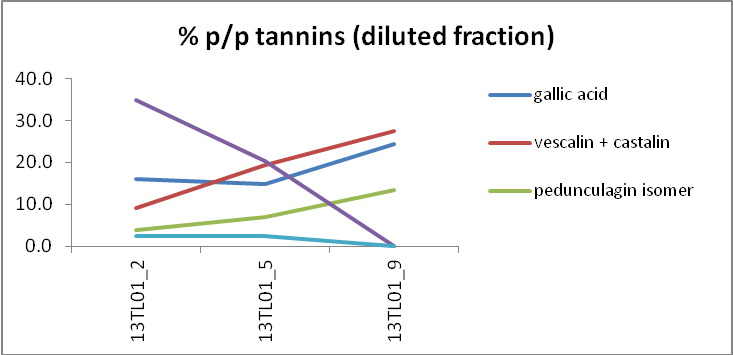 % p/p tannins (diluted fraction)
40.0
30.0
20.0
10.0
0.0
13TL01_2
13TL01_5
13TL01_9
gallic acid
vescalin + castalin
pedunculagin isomer